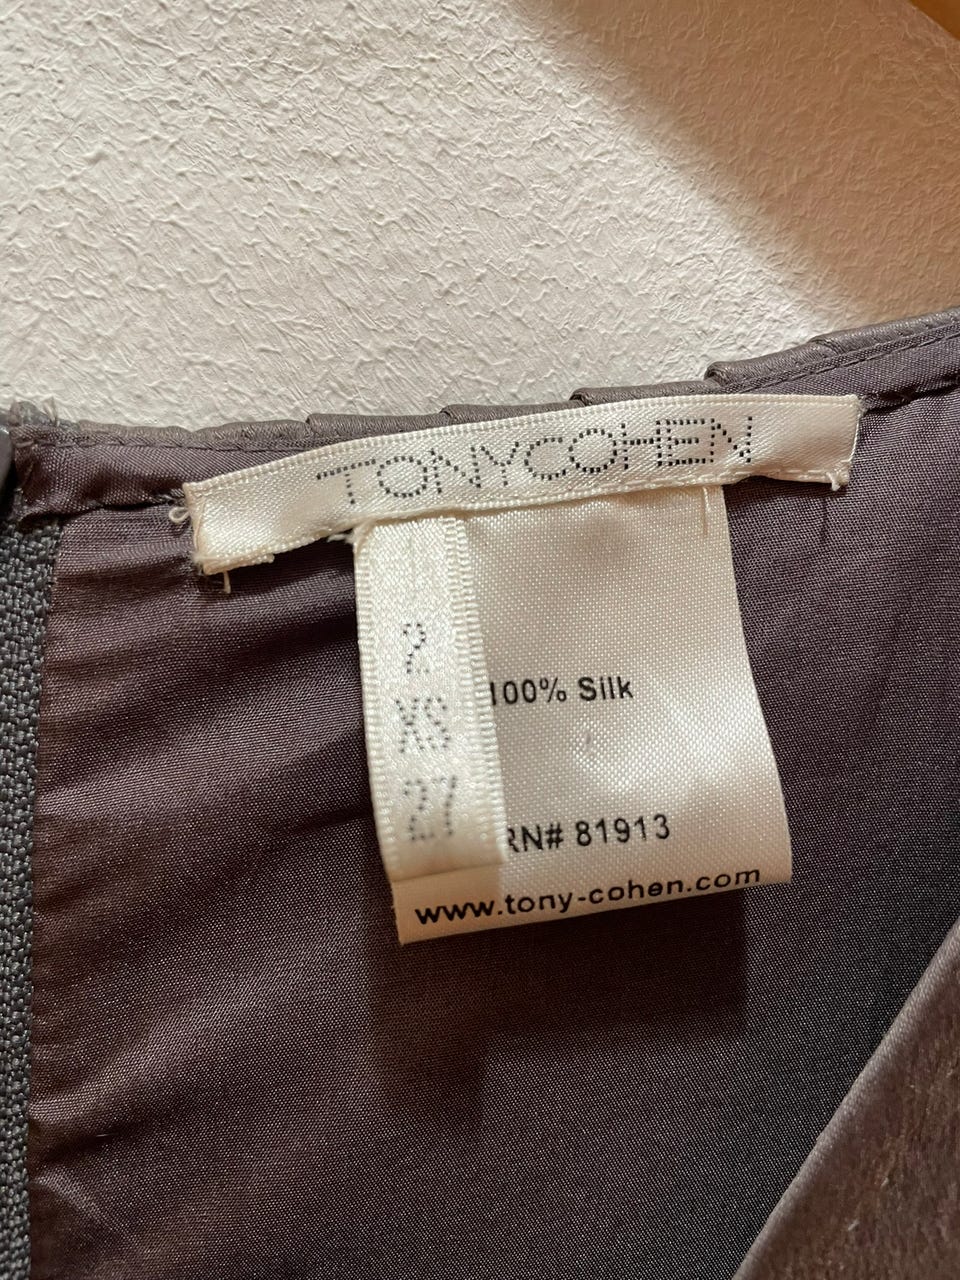 TONYCOHEN
2
XS
27
100% Silk
RN# 81913
www.tony-cohen.com